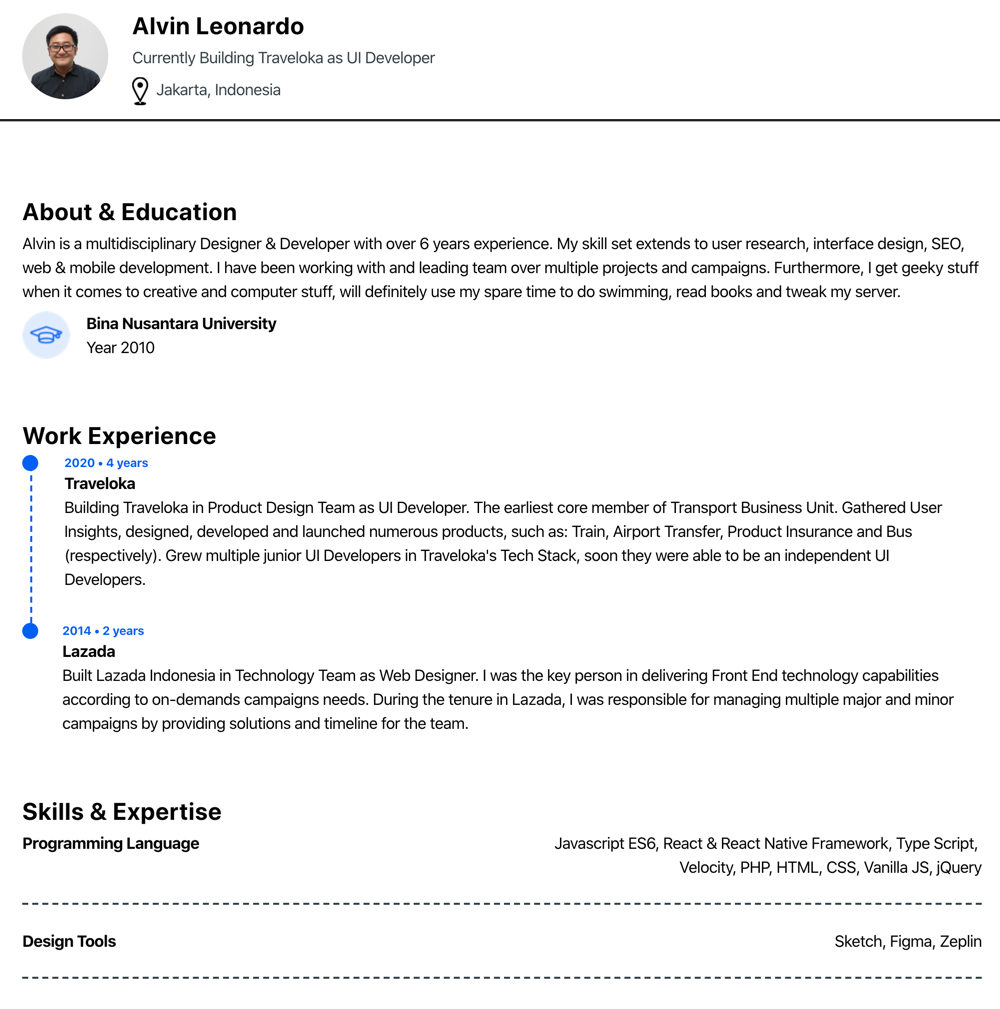 Alvin Leonardo
Currently Building Traveloka as UI Developer
Jakarta, Indonesia
About & Education
Alvin is a multidisciplinary Designer & Developer with over 6 years experience. My skill set extends to user research, interface design, SEO,
web & mobile development. I have been working with and leading team over multiple projects and campaigns. Furthermore, I get geeky stuff
when it comes to creative and computer stuff, will definitely use my spare time to do swimming, read books and tweak my server.
Bina Nusantara University
Year 2010
Work Experience
2020 • 4 years
Traveloka
Building Traveloka in Product Design Team as UI Developer. The earliest core member of Transport Business Unit. Gathered User
Insights, designed, developed and launched numerous products, such as: Train, Airport Transfer, Product Insurance and Bus
(respectively). Grew multiple junior UI Developers in Traveloka's Tech Stack, soon they were able to be an independent UI
Developers.
2014 • 2 years
Lazada
Built Lazada Indonesia in Technology Team as Web Designer. I was the key person in delivering Front End technology capabilities
according to on-demands campaigns needs. During the tenure in Lazada, I was responsible for managing multiple major and minor
campaigns by providing solutions and timeline for the team.
Skills & Expertise
Programming Language
Javascript ES6, React & React Native Framework, Type Script,
Velocity, PHP, HTML, CSS, Vanilla JS, jQuery
Design Tools
Sketch, Figma, Zeplin